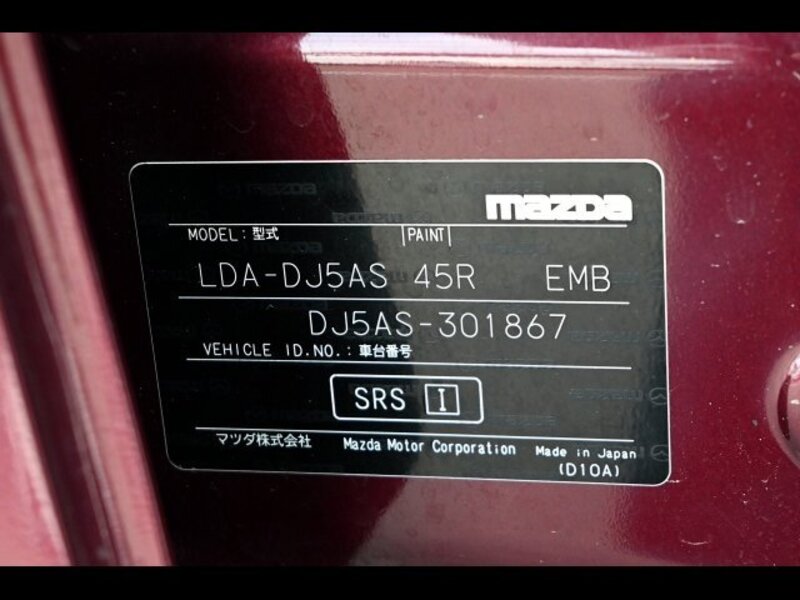 mazda
MODEL: 型式 PAINT
LDA-DJ5AS 45R EMB
DJ5AS-301867
VEHICLE ID.NO.: 車台番号
SRS I
マツダ株式会社 Mazda Motor Corporation Made in Japan
(D10A)